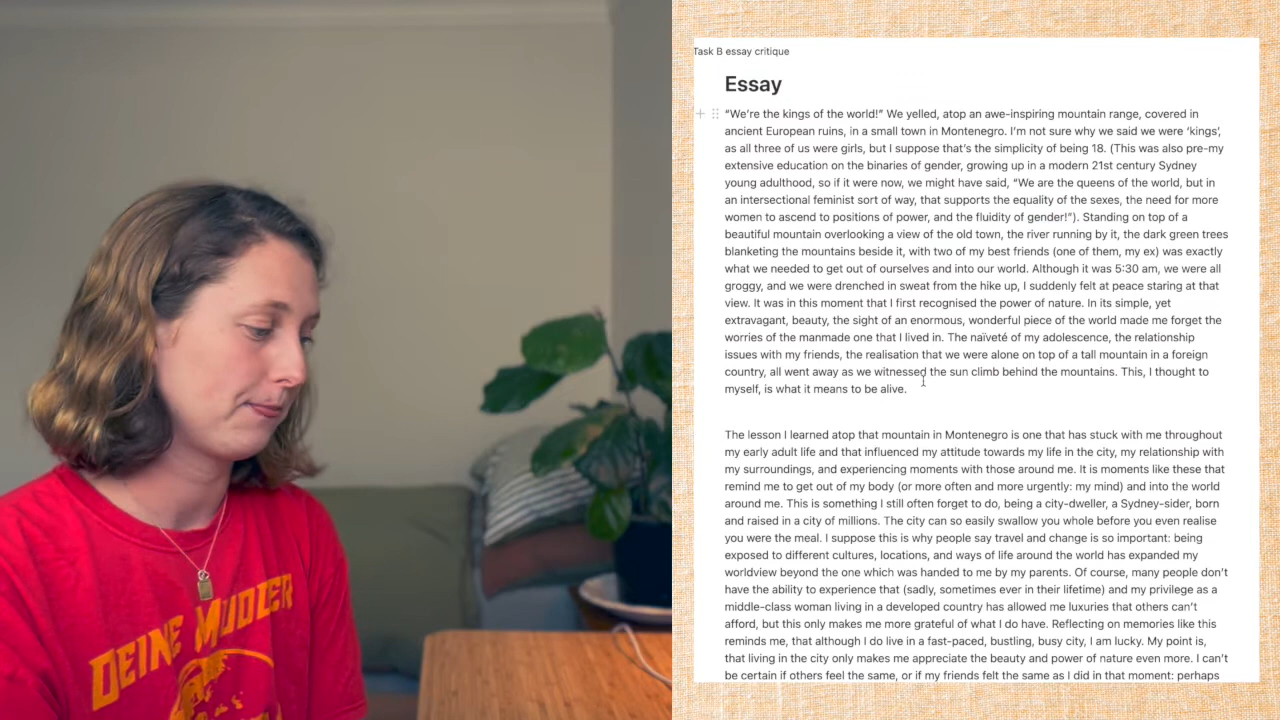 Task B essay critique
Essay
“We’re the kings of the world!” We yelled, atop an awe-inspiring mountain range, covered in
ancient European ruins, in a small town in Montenegro. I’m not sure why we said we were ‘kings’,
as all three of us were girls, but I suppose that’s the simplicity of being 18. (This was also pre-my
extensive education on the binaries of gender, growing up in a modern 21st century Sydney in
young adulthood, so if it were now, we might have said, “We are the queens of the world, but in
an intersectional feminist sort of way, that supports the equality of the sexes, the need for more
women to ascend to positions of power, and the fluidity of gender!”). Standing on top of a
beautiful mountain overlooking a view of the old town, the river running by it, the dark green trees
blanketing the mountains beside it, with two of my best friends (one of them my ex) was exactly
what we needed to get out of ourselves and into our world. Although it was 5:30 am, we were all
groggy, and we were drenched in sweat from the hike up, I suddenly felt at peace staring at that
view. It was in this moment that I first recognised the power of nature. In its simple, yet
extravagant, beauty, the sight of an enormous, wonderful piece of the world made me forget the
worries of the manmade one that I lived in. The naïveté of my adolescence, the relationship
issues with my friends, the realisation that we were alone on top of a tall mountain in a foreign
country, all went away as we witnessed the sun climb behind the mountains. This, I thought to
myself, is what it means to be alive.
The lesson I learned atop that mountain in Montenegro is one that has stuck with me throughout
my early adult life and that influenced my attitude towards my life in the city, my relationship with
my surroundings, and experiencing moments with those around me. It is moments like these that
remind me to get out of my body (or more often and more urgently: my mind) and into the world
around me. This is something I still often forget to do, being a city-dweller, a Sydney-sider, born
and raised in a city of millions. The city can so easily swallow you whole before you even realise
you were the meal. I suppose this is why people say travel and change is so important: being
exposed to different cultures, locations, and ways of life around the world has expanded my
worldview beyond the one which was handed to me by my parents. Of course, many people don’t
have the ability to experience that (sadly, sometimes ever in their lifetime) and my privilege as a
middle-class woman living in a developed country has allowed me luxuries that others can’t
afford, but this only makes me more grateful of what I do have. Reflecting on memories like this
reminds me, that although I do live in a fast-paced, bustling, busy city, I am lucky. My point is
that living in the city only makes me appreciate the beauty and power of nature even more. I can’t
be certain if others feel the same, or if my friends felt the same as I did in that moment: perhaps